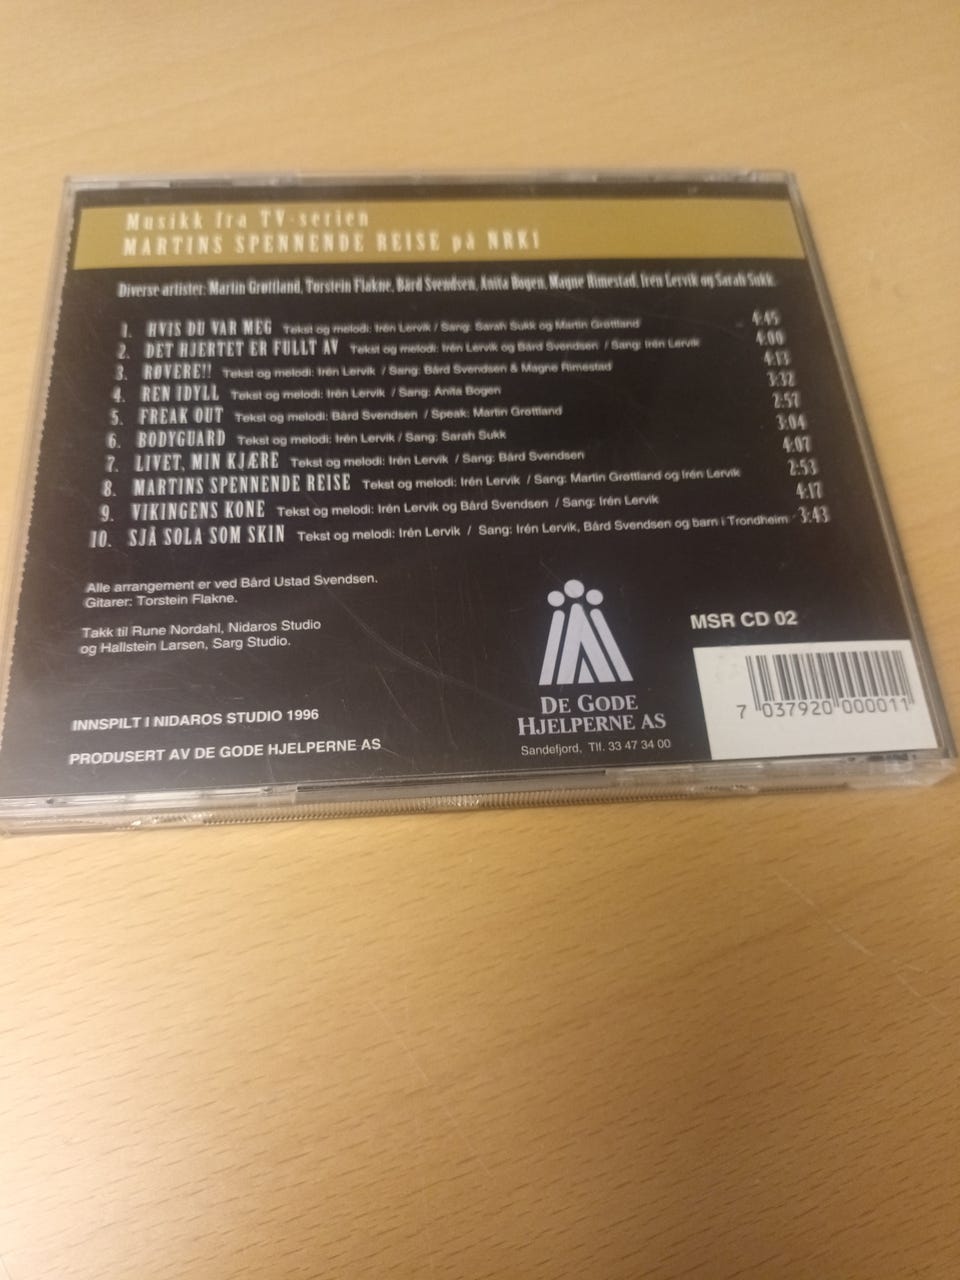 Musikk fra TV-serien
MARTINS SPENNENDE REISE på NRK1
Diverse artister: Martin Grøttland, Torstein Flakne, Bård Svendsen, Anita Bogen, Magne Rimestad, Iren Lervik og Sarah Sukk.
1. HVIS DU VAR MEG Tekst og melodi: Irén Lervik / Sang: Sarah Sukk og Martin Grøttland 4:45
2. DET HJERTET ER FULLT AV Tekst og melodi: Irén Lervik og Bård Svendsen / Sang: Irén Lervik 4:00
3. RØVERE!! Tekst og melodi: Irén Lervik / Sang: Bård Svendsen & Magne Rimestad 4:13
4. REN IDYLL Tekst og melodi: Irén Lervik / Sang: Anita Bogen 3:32
5. FREAK OUT Tekst og melodi: Bård Svendsen / Speak: Martin Grøttland 2:57
6. BODYGUARD Tekst og melodi: Irén Lervik / Sang: Sarah Sukk 3:04
7. LIVET, MIN KJÆRE Tekst og melodi: Irén Lervik / Sang: Bård Svendsen 4:07
8. MARTINS SPENNENDE REISE Tekst og melodi: Irén Lervik / Sang: Martin Grøttland og Irén Lervik 2:53
9. VIKINGENS KONE Tekst og melodi: Irén Lervik og Bård Svendsen / Sang: Irén Lervik 4:17
10. SJÅ SOLA SOM SKIN Tekst og melodi: Irén Lervik / Sang: Irén Lervik, Bård Svendsen og barn i Trondheim 3:43
Alle arrangement er ved Bård Ustad Svendsen.
Gitarer: Torstein Flakne.
Takk til Rune Nordahl, Nidaros Studio
og Hallstein Larsen, Sarg Studio.
INNSPILT I NIDAROS STUDIO 1996
PRODUSERT AV DE GODE HJELPERNE AS
DE GODE
HJELPERNE AS
Sandefjord, Tlf. 33 47 34 00
MSR CD 02
7 037920 000011